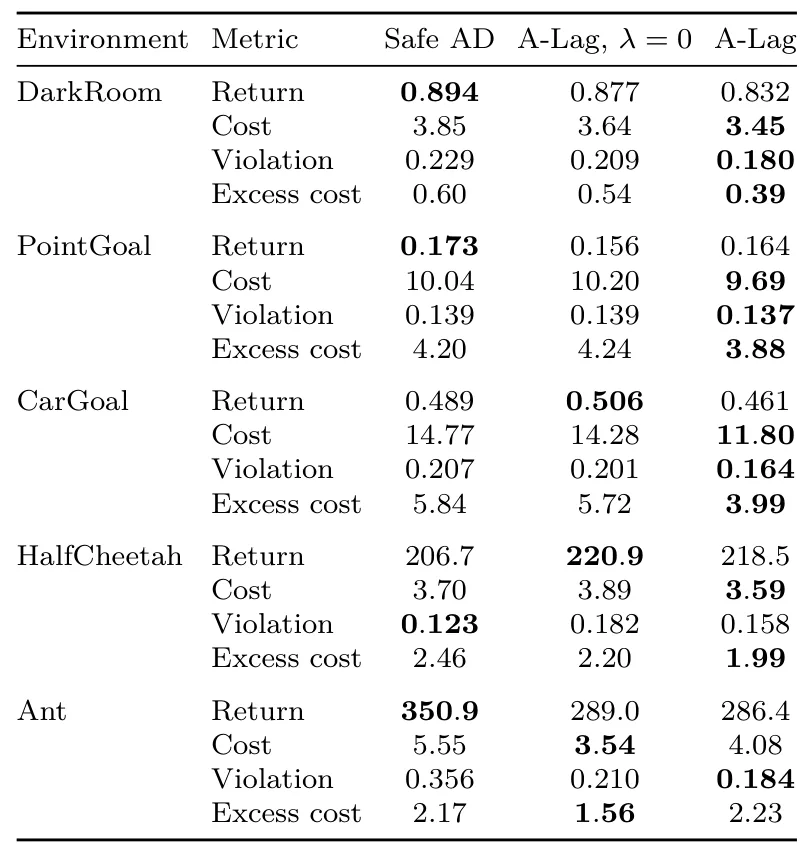 Environment Metric Safe AD A-Lag, λ = 0 A-Lag
DarkRoom Return 0.894 0.877 0.832
Cost 3.85 3.64 3.45
Violation 0.229 0.209 0.180
Excess cost 0.60 0.54 0.39
PointGoal Return 0.173 0.156 0.164
Cost 10.04 10.20 9.69
Violation 0.139 0.139 0.137
Excess cost 4.20 4.24 3.88
CarGoal Return 0.489 0.506 0.461
Cost 14.77 14.28 11.80
Violation 0.207 0.201 0.164
Excess cost 5.84 5.72 3.99
HalfCheetah Return 206.7 220.9 218.5
Cost 3.70 3.89 3.59
Violation 0.123 0.182 0.158
Excess cost 2.46 2.20 1.99
Ant Return 350.9 289.0 286.4
Cost 5.55 3.54 4.08
Violation 0.356 0.210 0.184
Excess cost 2.17 1.56 2.23